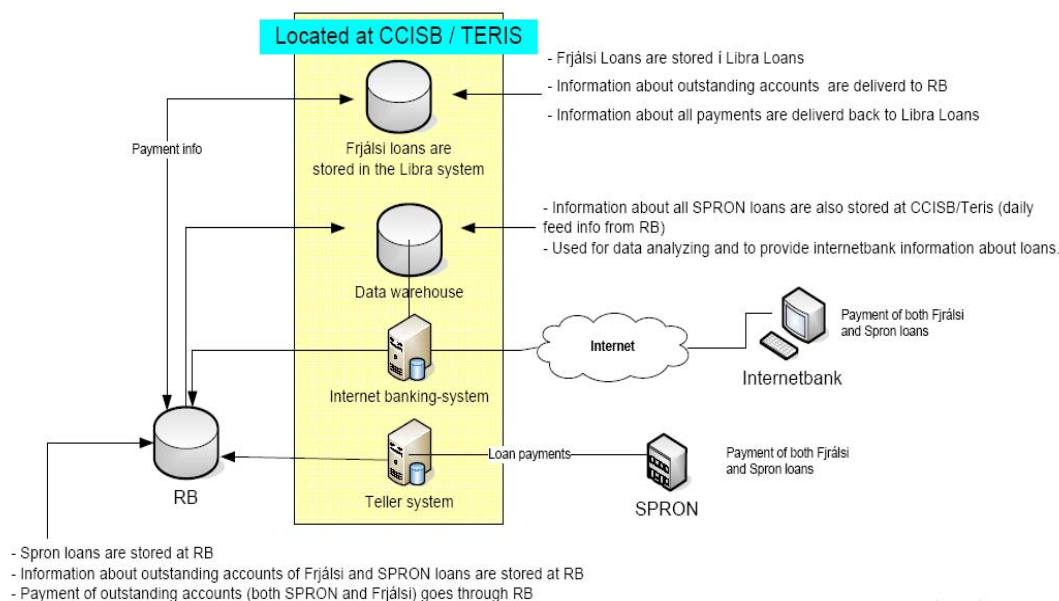 Located at CCISB / TERIS
- Frjálsi Loans are stored í Libra Loans
- Information about outstanding accounts are deliverd to RB
- Information about all payments are deliverd back to Libra Loans
Payment info
Frjálsi loans are
stored in the Libra system
- Information about all SPRON loans are also stored at CCISB/Teris (daily
feed info from RB)
- Used for data analyzing and to provide internetbank information about loans.
Data warehouse
Internet
Payment of both Fjrálsi
and Spron loans
Internetbank
Internet banking-system
Loan payments
Payment of both Fjrálsi
and Spron loans
RB
Teller system
SPRON
- Spron loans are stored at RB
- Information about outstanding accounts of Frjálsi and SPRON loans are stored at RB
- Payment of outstanding accounts (both SPRON and Frjálsi) goes through RB